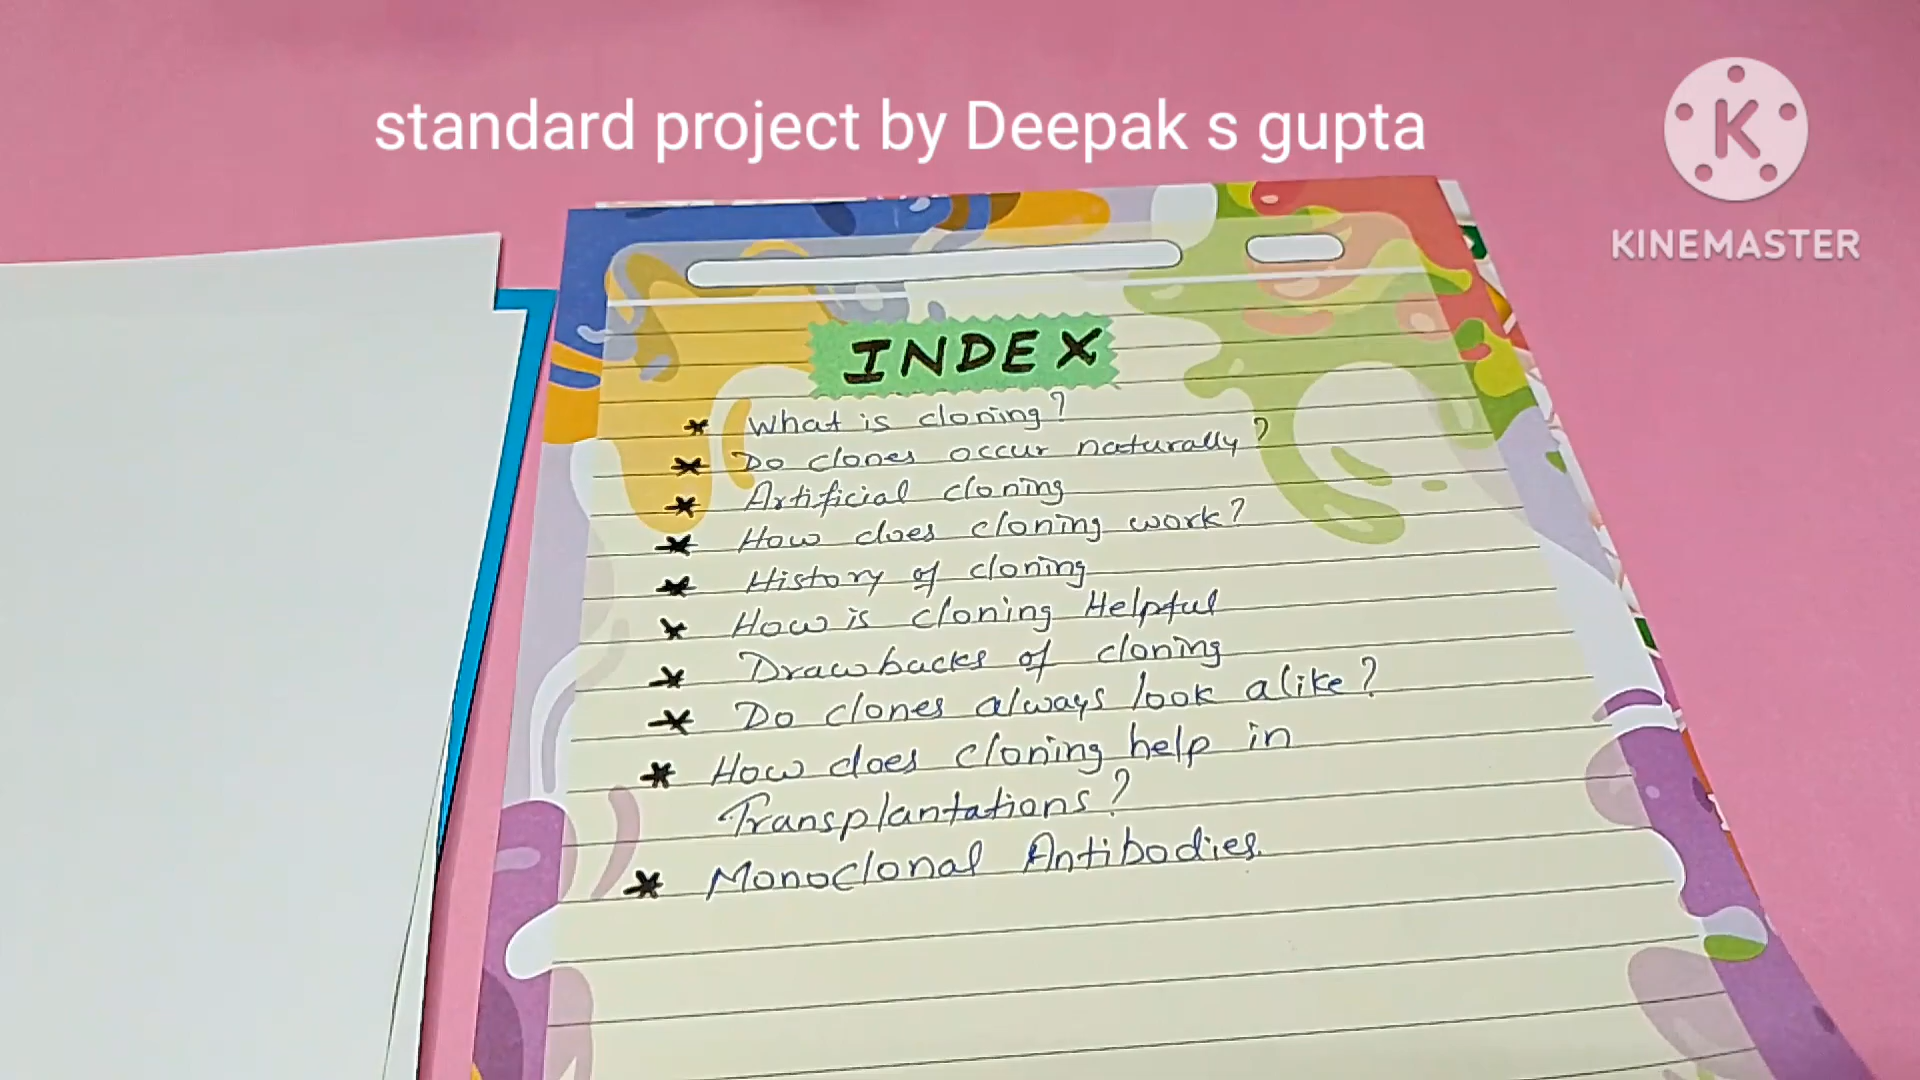 standard project by Deepak s gupta
K
KINEMASTER
INDEX
* What is cloning?
* Do clones occur naturally?
* Artificial cloning
* How does cloning work?
* History of cloning
* How is cloning Helpful
* Drawbacks of cloning
* Do clones always look alike?
* How does cloning help in
Transplantations?
* Monoclonal Antibodies.